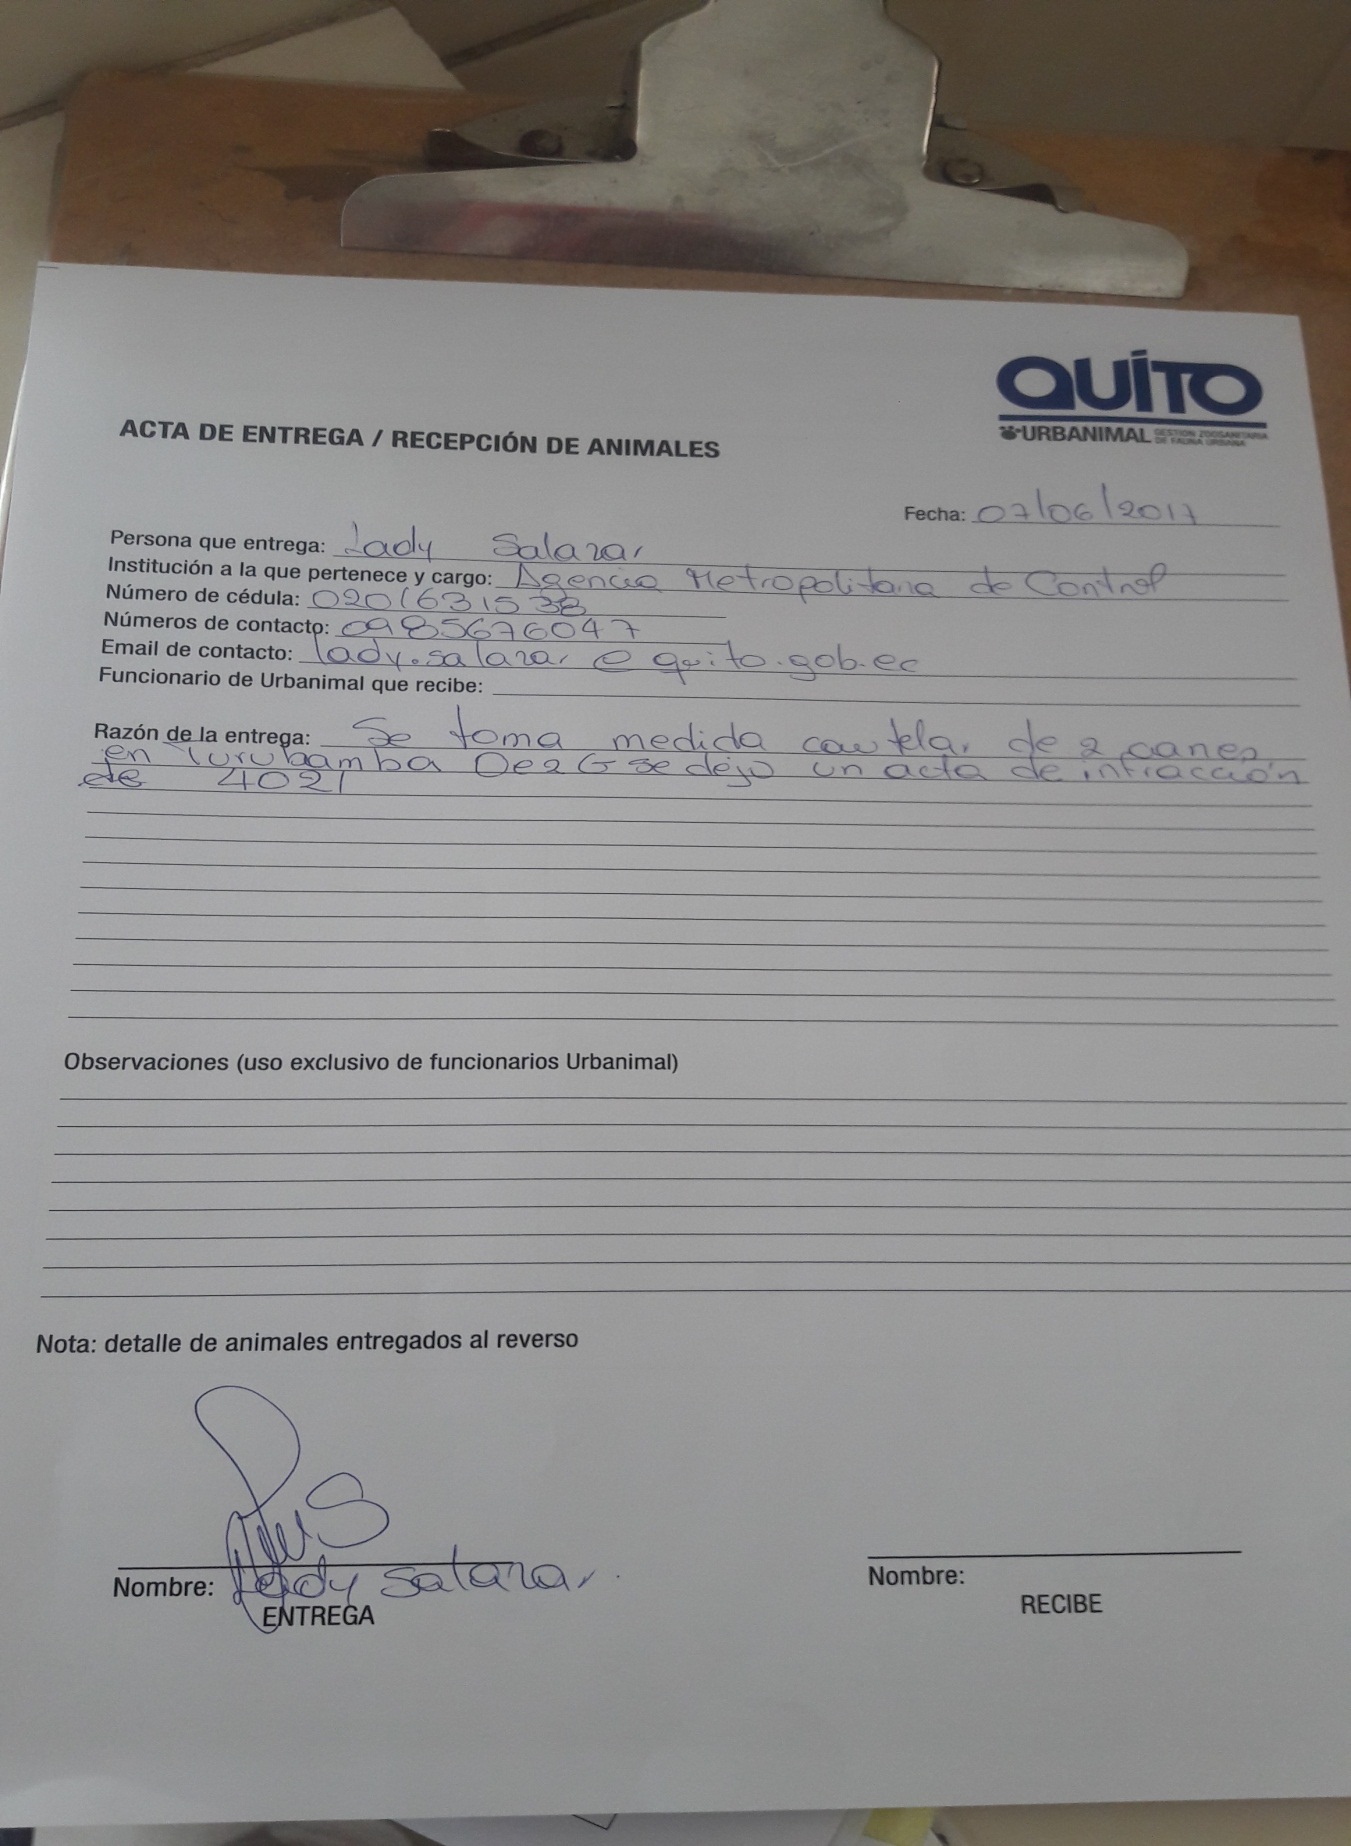 QUITO
URBANIMAL GESTIÓN ZOOSANITARIA DE FAUNA URBANA
ACTA DE ENTREGA / RECEPCIÓN DE ANIMALES
Fecha: 07/06/2017
Persona que entrega: Lady Salazar
Institución a la que pertenece y cargo: Agencia Metropolitana de Control
Número de cédula: 0201631538
Números de contacto: 0985676047
Email de contacto: lady.salazar@quito.gob.ec
Funcionario de Urbanimal que recibe:
Razón de la entrega: Se toma medida cautelar de 2 canes
en Turubamba Oe2G se dejo un acta de infracción
de 4021
Observaciones (uso exclusivo de funcionarios Urbanimal)
Nota: detalle de animales entregados al reverso
Nombre: Lady Salazar.
ENTREGA
Nombre:
RECIBE